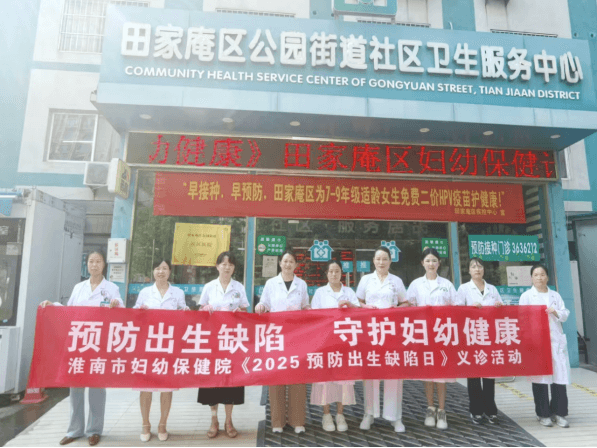 田家庵区公园街道社区卫生服务中心
COMMUNITY HEALTH SERVICE CENTER OF GONGYUAN STREET, TIAN JIAAN DISTRICT
力健康》 田家庵区妇幼保健
“早接种，早预防，田家庵区为7-9年级适龄女生免费二价HPV疫苗护健康！”
预防接种门诊 3636212
预防出生缺陷 守护妇幼健康
淮南市妇幼保健院《2025 预防出生缺陷日》义诊活动